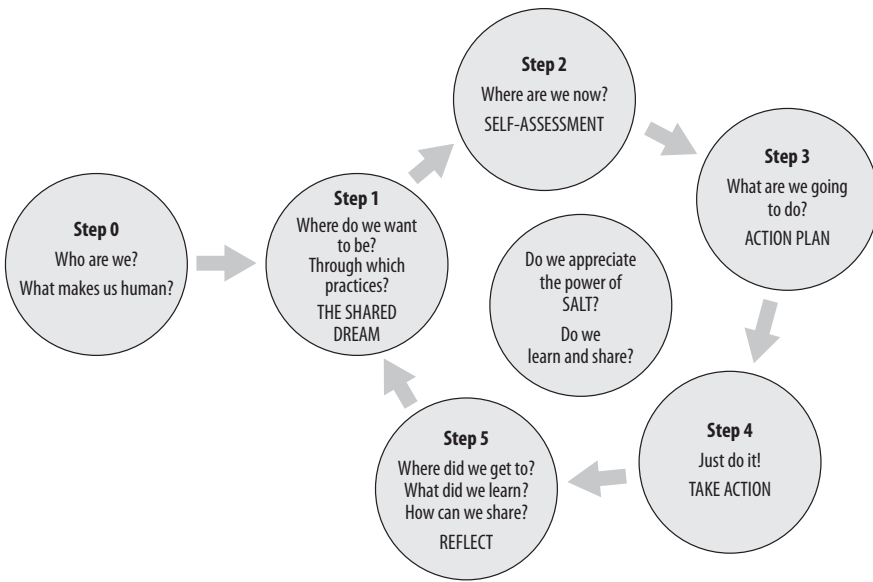 Step 0
Who are we?
What makes us human?
Step 1
Where do we want
to be?
Through which
practices?
THE SHARED
DREAM
Step 2
Where are we now?
SELF-ASSESSMENT
Step 3
What are we going
to do?
ACTION PLAN
Step 4
Just do it!
TAKE ACTION
Step 5
Where did we get to?
What did we learn?
How can we share?
REFLECT
Do we appreciate
the power of
SALT?
Do we
learn and share?